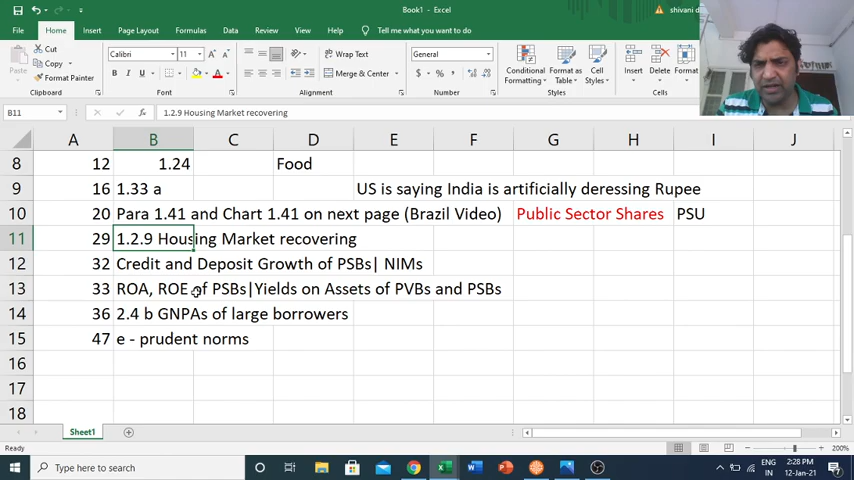 Book1 - Excel
shivani d
File Home Insert Page Layout Formulas Data Review View Help Tell me what you want to do
Cut
Copy
Format Painter
Paste
Clipboard
Calibri 11
B I U
Font
Wrap Text
Merge & Center
Alignment
General
$ % ,
Number
Conditional Formatting
Format as Table
Cell Styles
Styles
Insert Delete Format
Cells
B11 fx 1.2.9 Housing Market recovering
A B C D E F G H I J
8 12 1.24 Food
9 16 1.33 a US is saying India is artificially deressing Rupee
10 20 Para 1.41 and Chart 1.41 on next page (Brazil Video) Public Sector Shares PSU
11 29 1.2.9 Housing Market recovering
12 32 Credit and Deposit Growth of PSBs| NIMs
13 33 ROA, ROE of PSBs|Yields on Assets of PVBs and PSBs
14 36 2.4 b GNPAs of large borrowers
15 47 e - prudent norms
16
17
18
Sheet1
Ready
200%
Type here to search
ENG
IN
2:28 PM
12-Jan-21